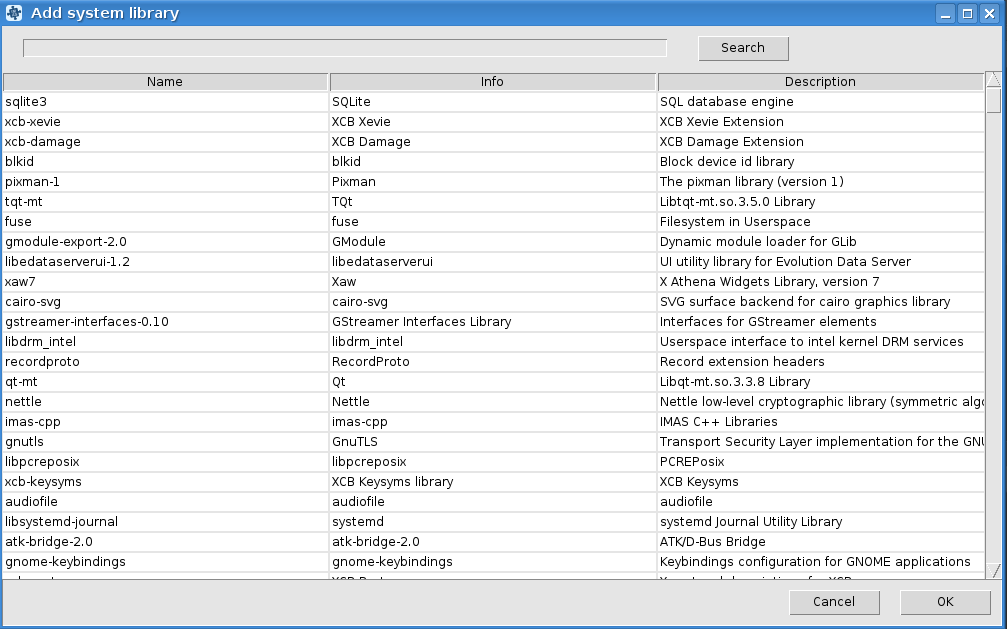 Add system library
Search
Name Info Description
sqlite3 SQLite SQL database engine
xcb-xevie XCB Xevie XCB Xevie Extension
xcb-damage XCB Damage XCB Damage Extension
blkid blkid Block device id library
pixman-1 Pixman The pixman library (version 1)
tqt-mt TQt Libtqt-mt.so.3.5.0 Library
fuse fuse Filesystem in Userspace
gmodule-export-2.0 GModule Dynamic module loader for GLib
libedataserverui-1.2 libedataserverui UI utility library for Evolution Data Server
xaw7 Xaw X Athena Widgets Library, version 7
cairo-svg cairo-svg SVG surface backend for cairo graphics library
gstreamer-interfaces-0.10 GStreamer Interfaces Library Interfaces for GStreamer elements
libdrm_intel libdrm_intel Userspace interface to intel kernel DRM services
recordproto RecordProto Record extension headers
qt-mt Qt Libqt-mt.so.3.3.8 Library
nettle Nettle Nettle low-level cryptographic library (symmetric
imas-cpp imas-cpp IMAS C++ Libraries
gnutls GnuTLS Transport Security Layer implementation for the
libpcreposix libpcreposix PCREPosix
xcb-keysyms XCB Keysyms library XCB Keysyms
audiofile audiofile audiofile
libsystemd-journal systemd systemd Journal Utility Library
atk-bridge-2.0 atk-bridge-2.0 ATK/D-Bus Bridge
gnome-keybindings gnome-keybindings Keybindings configuration for GNOME applications
Cancel OK